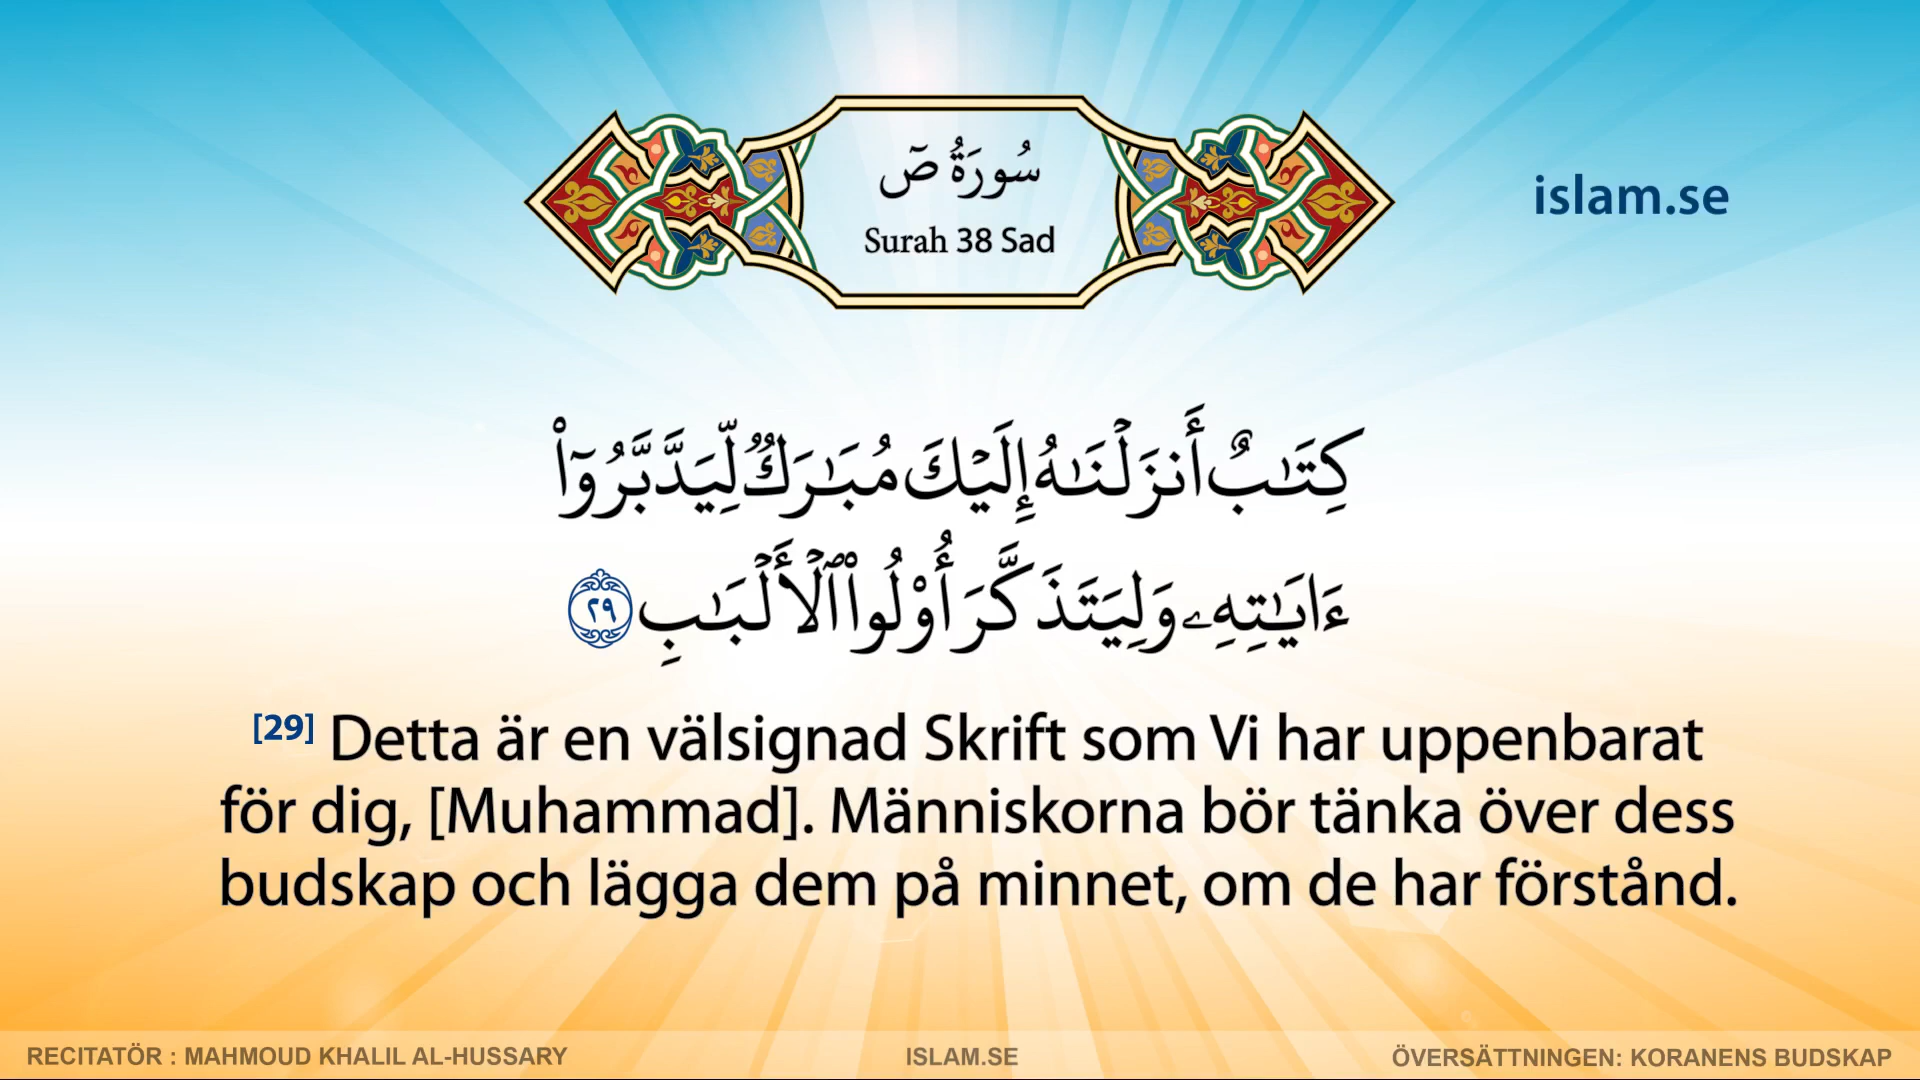 سُورَةُ صٓ
Surah 38 Sad
islam.se
كِتَٰبٌ أَنزَلْنَٰهُ إِلَيْكَ مُبَٰرَكٌ لِّيَدَّبَّرُوٓا۟
ءَايَٰتِهِۦ وَلِيَتَذَكَّرَ أُو۟لُوا۟ ٱلْأَلْبَٰبِ ٢٩
[29] Detta är en välsignad Skrift som Vi har uppenbarat
för dig, [Muhammad]. Människorna bör tänka över dess
budskap och lägga dem på minnet, om de har förstånd.
RECITATÖR : MAHMOUD KHALIL AL-HUSSARY
ISLAM.SE
ÖVERSÄTTNINGEN: KORANENS BUDSKAP